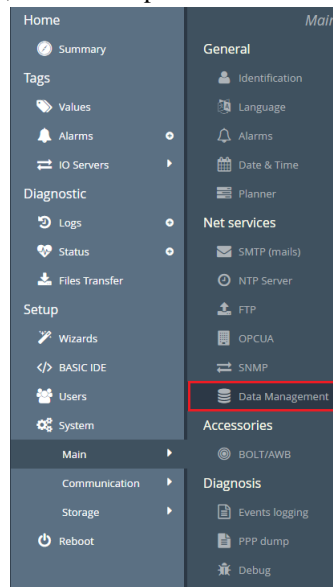 Home
Summary
Tags
Values
Alarms
IO Servers
Diagnostic
Logs
Status
Files Transfer
Setup
Wizards
BASIC IDE
Users
System
Main
Communication
Storage
Reboot
Main
General
Identification
Language
Alarms
Date & Time
Planner
Net services
SMTP (mails)
NTP Server
FTP
OPCUA
SNMP
Data Management
Accessories
BOLT/AWB
Diagnosis
Events logging
PPP dump
Debug